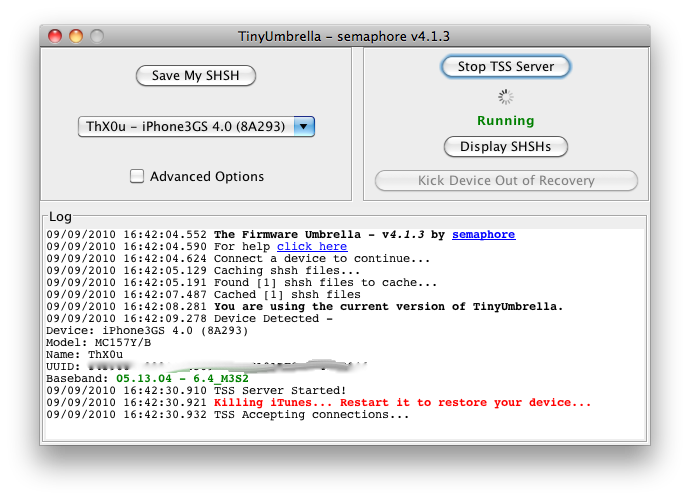 TinyUmbrella - semaphore v4.1.3
Save My SHSH
ThX0u - iPhone3GS 4.0 (8A293)
Advanced Options
Stop TSS Server
Running
Display SHSHs
Kick Device Out of Recovery
Log
09/09/2010 16:42:04.552 The Firmware Umbrella - v4.1.3 by semaphore
09/09/2010 16:42:04.590 For help click here
09/09/2010 16:42:04.624 Connect a device to continue...
09/09/2010 16:42:05.129 Caching shsh files...
09/09/2010 16:42:05.191 Found [1] shsh files to cache...
09/09/2010 16:42:07.487 Cached [1] shsh files
09/09/2010 16:42:08.281 You are using the current version of TinyUmbrella.
09/09/2010 16:42:09.278 Device Detected -
Device: iPhone3GS 4.0 (8A293)
Model: MC157Y/B
Name: ThX0u
UUID:
Baseband: 05.13.04 - 6.4_M3S2
09/09/2010 16:42:30.910 TSS Server Started!
09/09/2010 16:42:30.921 Killing iTunes... Restart it to restore your device...
09/09/2010 16:42:30.932 TSS Accepting connections...